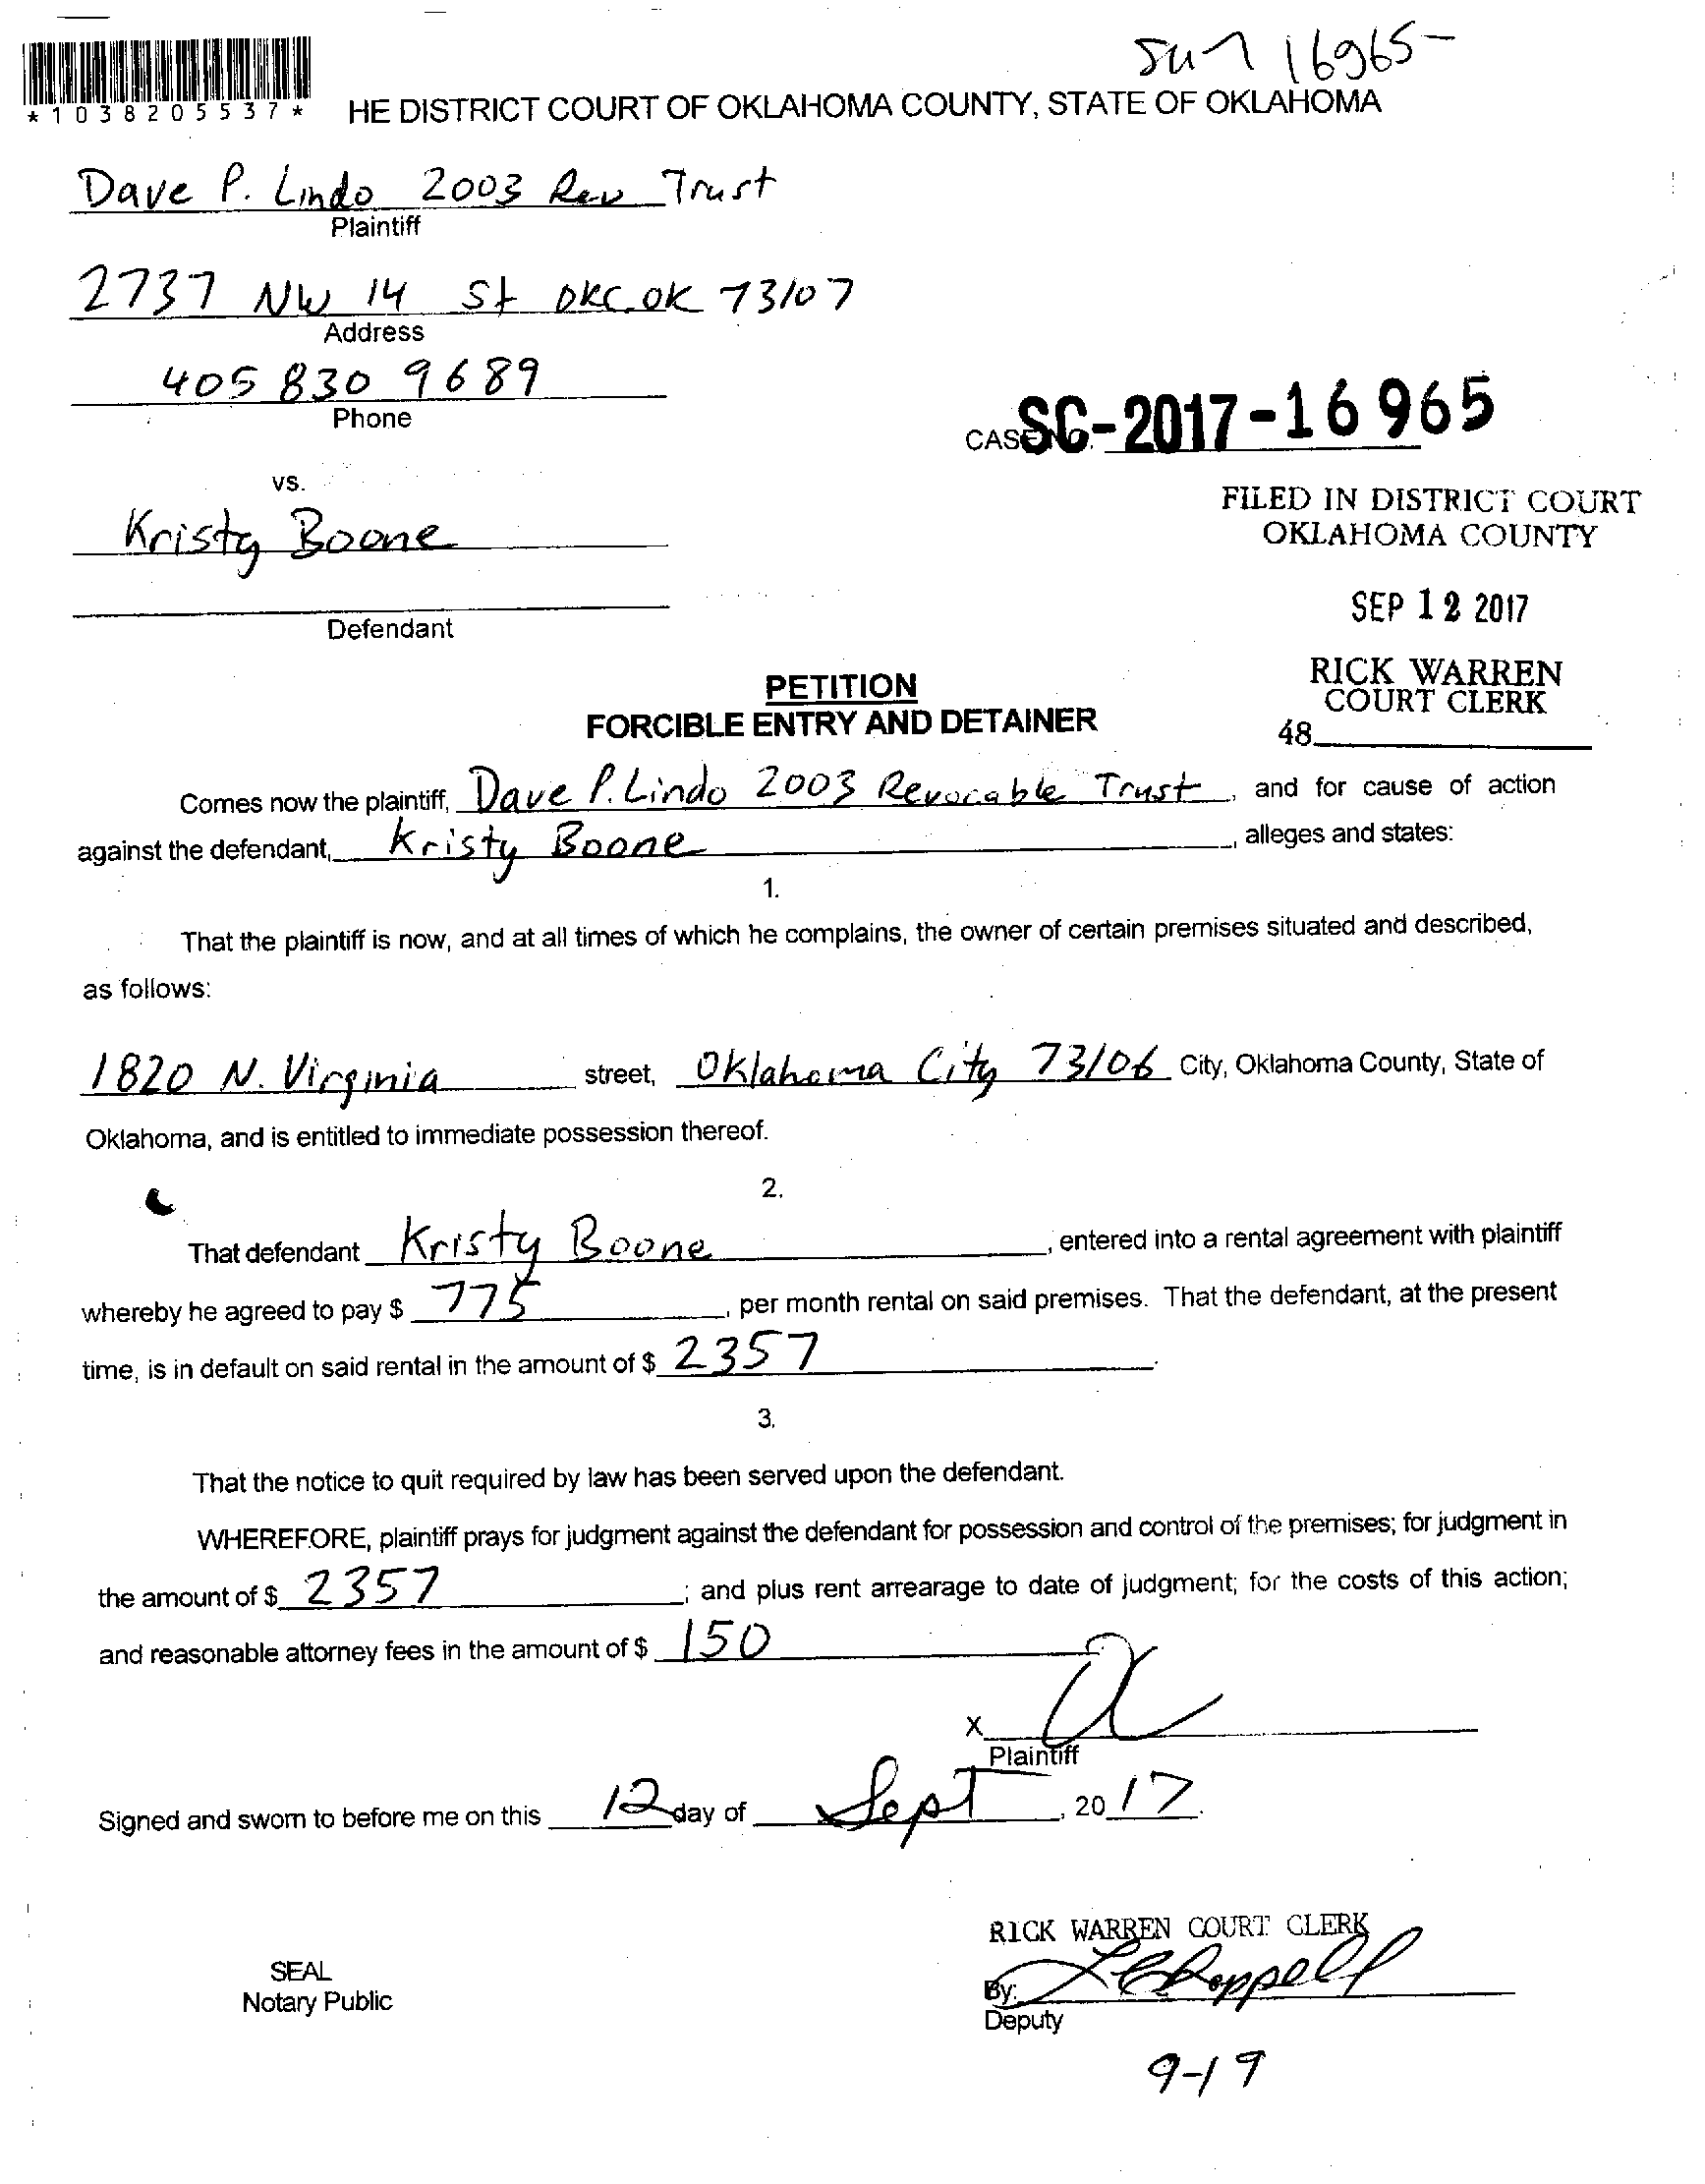 16965-
*1038205537*
HE DISTRICT COURT OF OKLAHOMA COUNTY, STATE OF OKLAHOMA
Dave P. Lindo 2003 Rev Trust
Plaintiff
2737 NW 14 St OKC. OK 73107
Address
405 830 9689
Phone
CASE NO. SC-2017-16965
vs.
Kristy Boone
Defendant
FILED IN DISTRICT COURT
OKLAHOMA COUNTY
SEP 12 2017
RICK WARREN
COURT CLERK
48
PETITION
FORCIBLE ENTRY AND DETAINER
Comes now the plaintiff, Dave P. Lindo 2003 Revocable Trust, and for cause of action
against the defendant, Kristy Boone, alleges and states:
1.
That the plaintiff is now, and at all times of which he complains, the owner of certain premises situated and described,
as follows:
1820 N. Virginia street, Oklahoma City 73106 City, Oklahoma County, State of
Oklahoma, and is entitled to immediate possession thereof.
2.
That defendant Kristy Boone, entered into a rental agreement with plaintiff
whereby he agreed to pay $ 775, per month rental on said premises. That the defendant, at the present
time, is in default on said rental in the amount of $ 2357.
3.
That the notice to quit required by law has been served upon the defendant.
WHEREFORE, plaintiff prays for judgment against the defendant for possession and control of the premises; for judgment in
the amount of $ 2357; and plus rent arrearage to date of judgment; for the costs of this action;
and reasonable attorney fees in the amount of $ 150
X
Plaintiff
Signed and sworn to before me on this 12 day of Sept, 20 17.
RICK WARREN COURT CLERK
SEAL
Notary Public
By:
Deputy
9-19